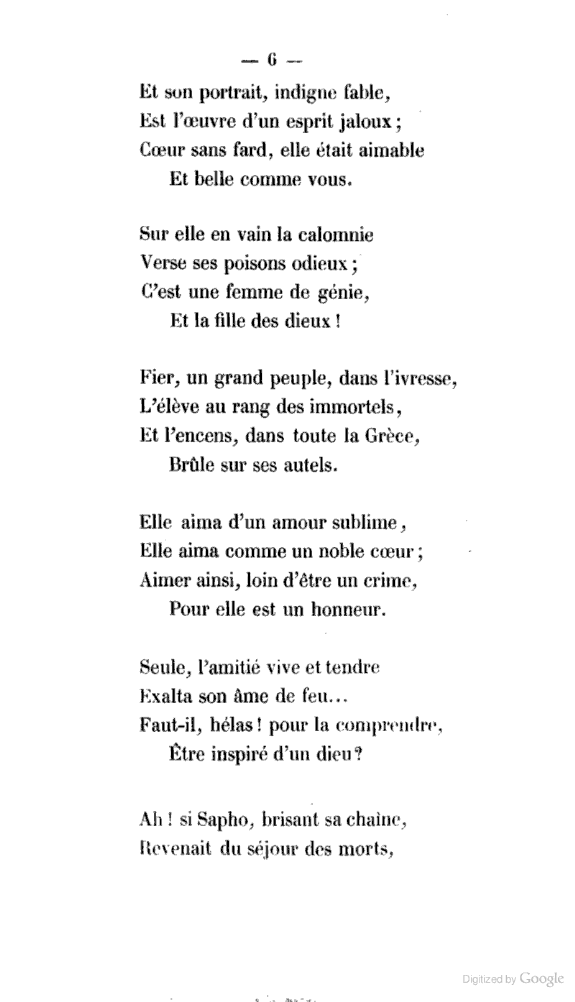 — 6 —
Et son portrait, indigne fable,
Est l'œuvre d'un esprit jaloux ;
Cœur sans fard, elle était aimable
Et belle comme vous.
Sur elle en vain la calomnie
Verse ses poisons odieux ;
C'est une femme de génie,
Et la fille des dieux !
Fier, un grand peuple, dans l'ivresse,
L'élève au rang des immortels,
Et l'encens, dans toute la Grèce,
Brûle sur ses autels.
Elle aima d'un amour sublime,
Elle aima comme un noble cœur ;
Aimer ainsi, loin d'être un crime,
Pour elle est un honneur.
Seule, l'amitié vive et tendre
Exalta son âme de feu...
Faut-il, hélas ! pour la comprendre,
Être inspiré d'un dieu ?
Ah ! si Sapho, brisant sa chaîne,
Revenait du séjour des morts,
Digitized by Google